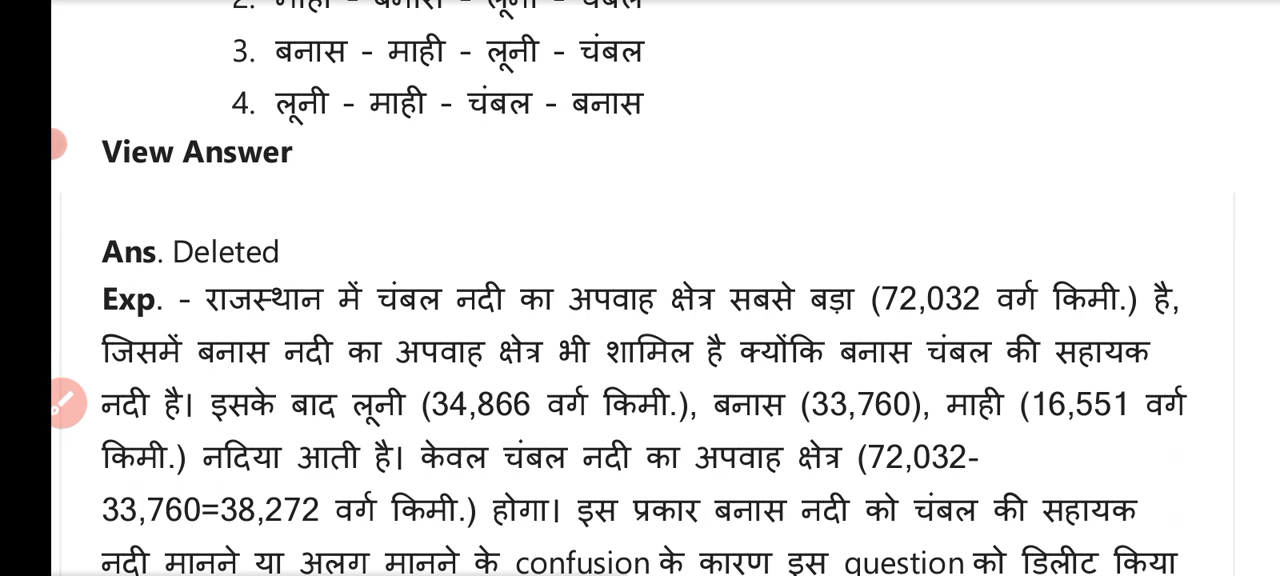 2. माही - बनास - लूनी - चंबल
3. बनास - माही - लूनी - चंबल
4. लूनी - माही - चंबल - बनास
View Answer
Ans. Deleted
Exp. - राजस्थान में चंबल नदी का अपवाह क्षेत्र सबसे बड़ा (72,032 वर्ग किमी.) है,
जिसमें बनास नदी का अपवाह क्षेत्र भी शामिल है क्योंकि बनास चंबल की सहायक
नदी है। इसके बाद लूनी (34,866 वर्ग किमी.), बनास (33,760), माही (16,551 वर्ग
किमी.) नदिया आती है। केवल चंबल नदी का अपवाह क्षेत्र (72,032-
33,760=38,272 वर्ग किमी.) होगा। इस प्रकार बनास नदी को चंबल की सहायक
नदी मानने या अलग मानने के confusion के कारण इस question को डिलीट किया